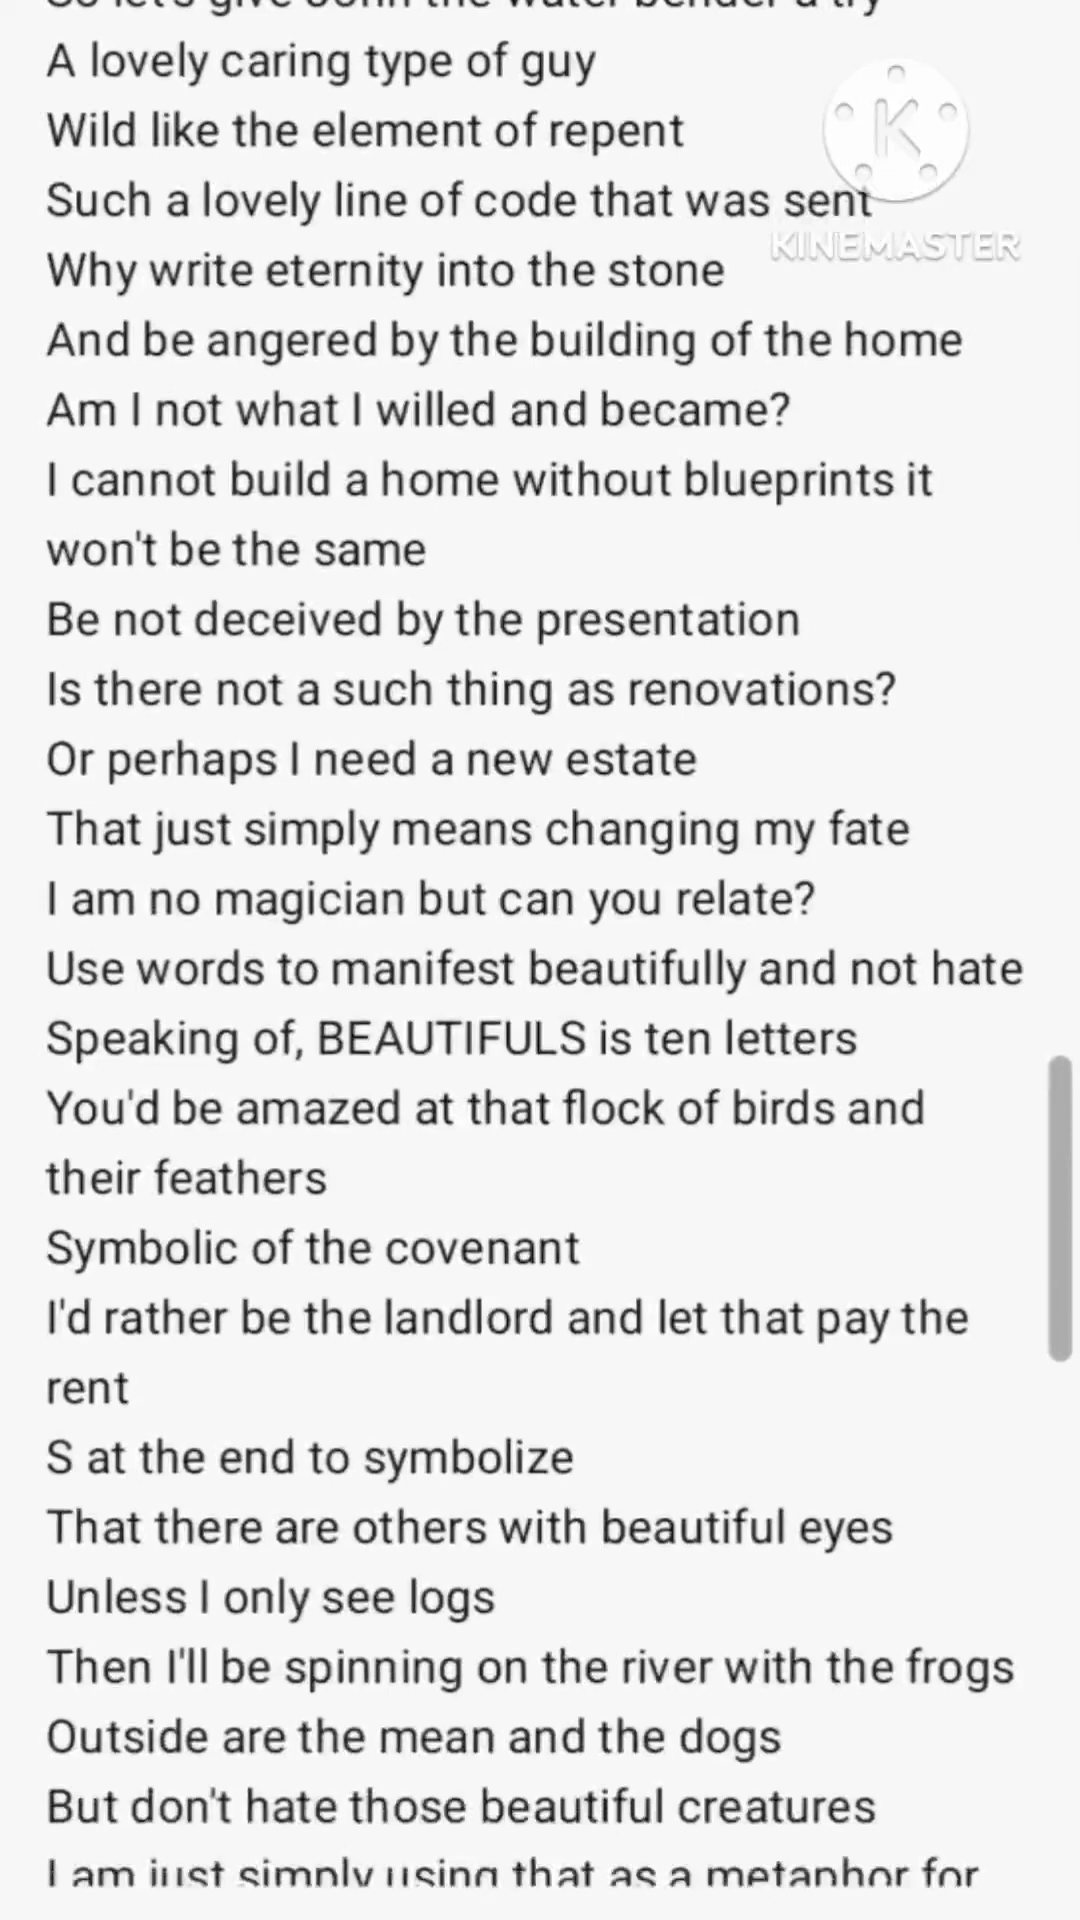 So let's give John the water bender a try
A lovely caring type of guy
Wild like the element of repent
Such a lovely line of code that was sent
Why write eternity into the stone
And be angered by the building of the home
Am I not what I willed and became?
I cannot build a home without blueprints it
won't be the same
Be not deceived by the presentation
Is there not a such thing as renovations?
Or perhaps I need a new estate
That just simply means changing my fate
I am no magician but can you relate?
Use words to manifest beautifully and not hate
Speaking of, BEAUTIFULS is ten letters
You'd be amazed at that flock of birds and
their feathers
Symbolic of the covenant
I'd rather be the landlord and let that pay the
rent
S at the end to symbolize
That there are others with beautiful eyes
Unless I only see logs
Then I'll be spinning on the river with the frogs
Outside are the mean and the dogs
But don't hate those beautiful creatures
I am just simply using that as a metaphor for
K
KINEMASTER